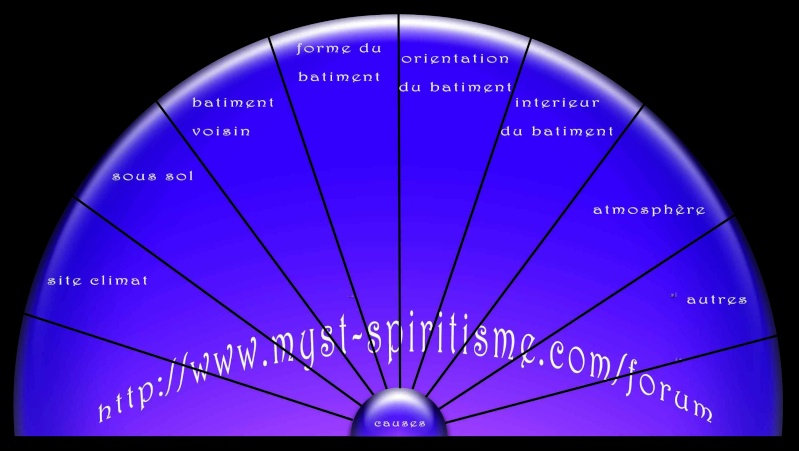 forme du
batiment
orientation
du batiment
batiment
voisin
interieur
du batiment
sous sol
atmosphère
site climat
autres
http://www.myst-spiritisme.com/forum
causes